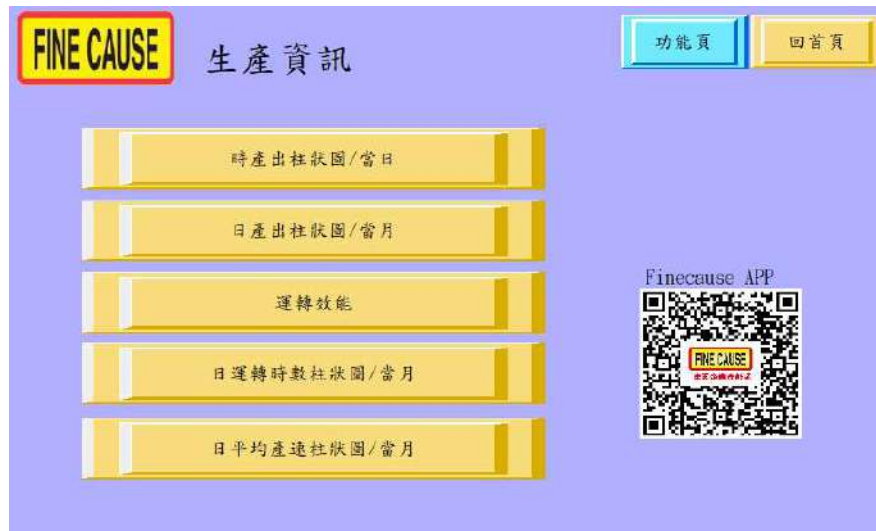 FINE CAUSE
生產資訊
功能頁
回首頁
時產出柱狀圖/當日
日產出柱狀圖/當月
運轉效能
日運轉時數柱狀圖/當月
日平均產速柱狀圖/當月
Finecause APP
FINE CAUSE